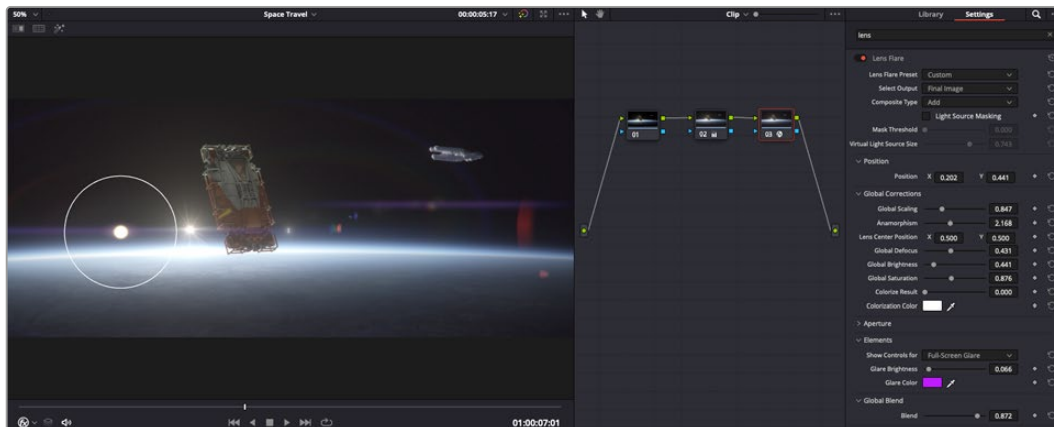 50% Space Travel 00:00:05:17
Clip
Library Settings
lens
Lens Flare
Lens Flare Preset Custom
Select Output Final Image
Composite Type Add
Light Source Masking
Mask Threshold 0.000
Virtual Light Source Size 5.743
Position
Position X 0.202 Y 0.441
Global Corrections
Global Scaling 0.847
Anamorphism 2.168
Lens Center Position X 0.500 Y 0.500
Global Defocus 0.431
Global Brightness 0.441
Global Saturation 0.876
Colorize Result 0.000
Colorization Color
Aperture
Elements
Show Controls for Full-Screen Glare
Glare Brightness 0.066
Glare Color
Global Blend
Blend 0.872
01 02 03
01:00:07:01